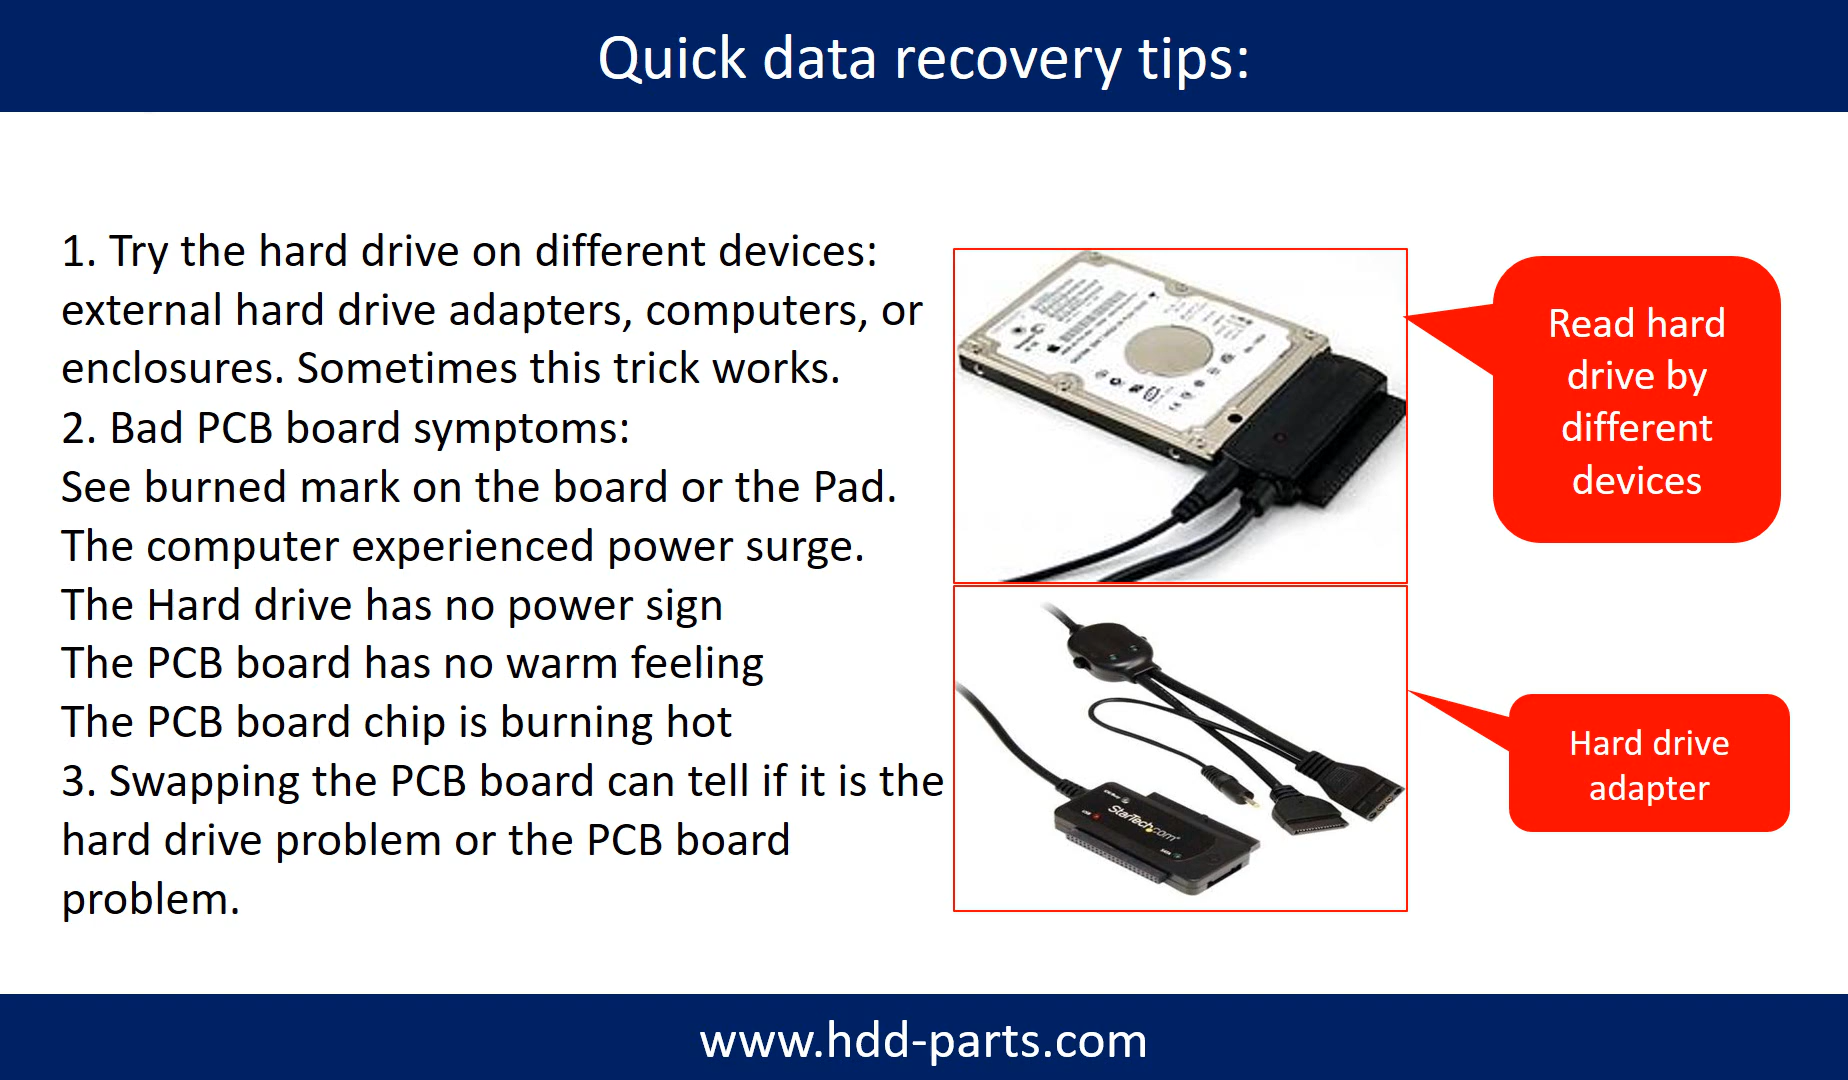 Quick data recovery tips:
1. Try the hard drive on different devices:
external hard drive adapters, computers, or
enclosures. Sometimes this trick works.
2. Bad PCB board symptoms:
See burned mark on the board or the Pad.
The computer experienced power surge.
The Hard drive has no power sign
The PCB board has no warm feeling
The PCB board chip is burning hot
3. Swapping the PCB board can tell if it is the
hard drive problem or the PCB board
problem.
Read hard
drive by
different
devices
StarTech.com
Hard drive
adapter
www.hdd-parts.com